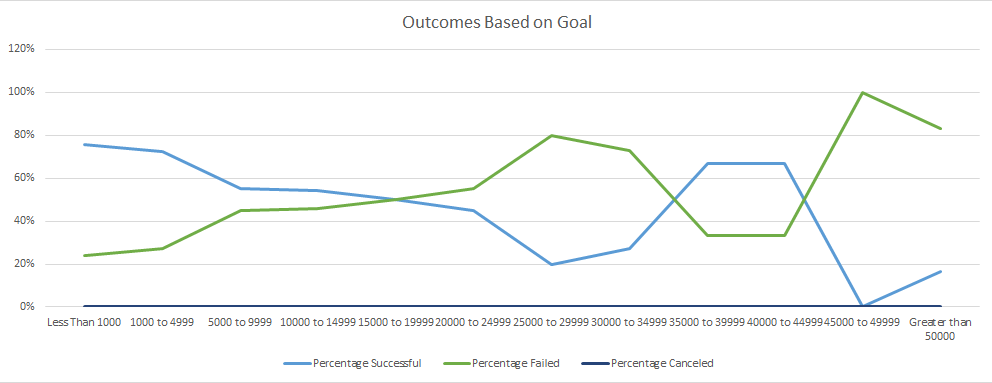 Outcomes Based on Goal
120%
100%
80%
60%
40%
20%
0%
Less Than 1000 1000 to 4999 5000 to 9999 10000 to 14999 15000 to 19999 20000 to 24999 25000 to 29999 30000 to 34999 35000 to 39999 40000 to 44999 45000 to 49999 Greater than
50000
Percentage Successful Percentage Failed Percentage Canceled